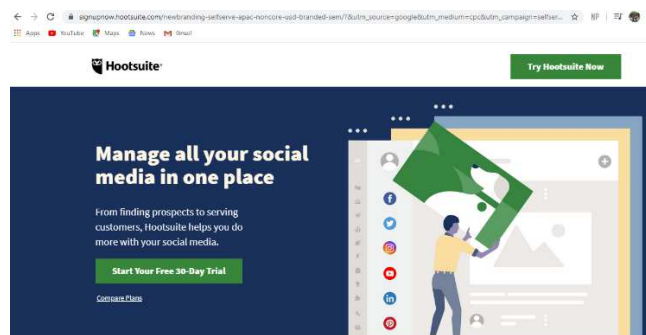 signupnow.hootsuite.com/newbranding-selfserve-apac-noncore-usd-branded-sem/?&utm_source=google&utm_medium=cpc&utm_campaign=selfser...
Apps YouTube Maps News Gmail
Hootsuite
Try Hootsuite Now
Manage all your social
media in one place
From finding prospects to serving
customers, Hootsuite helps you do
more with your social media.
Start Your Free 30-Day Trial
Compare Plans